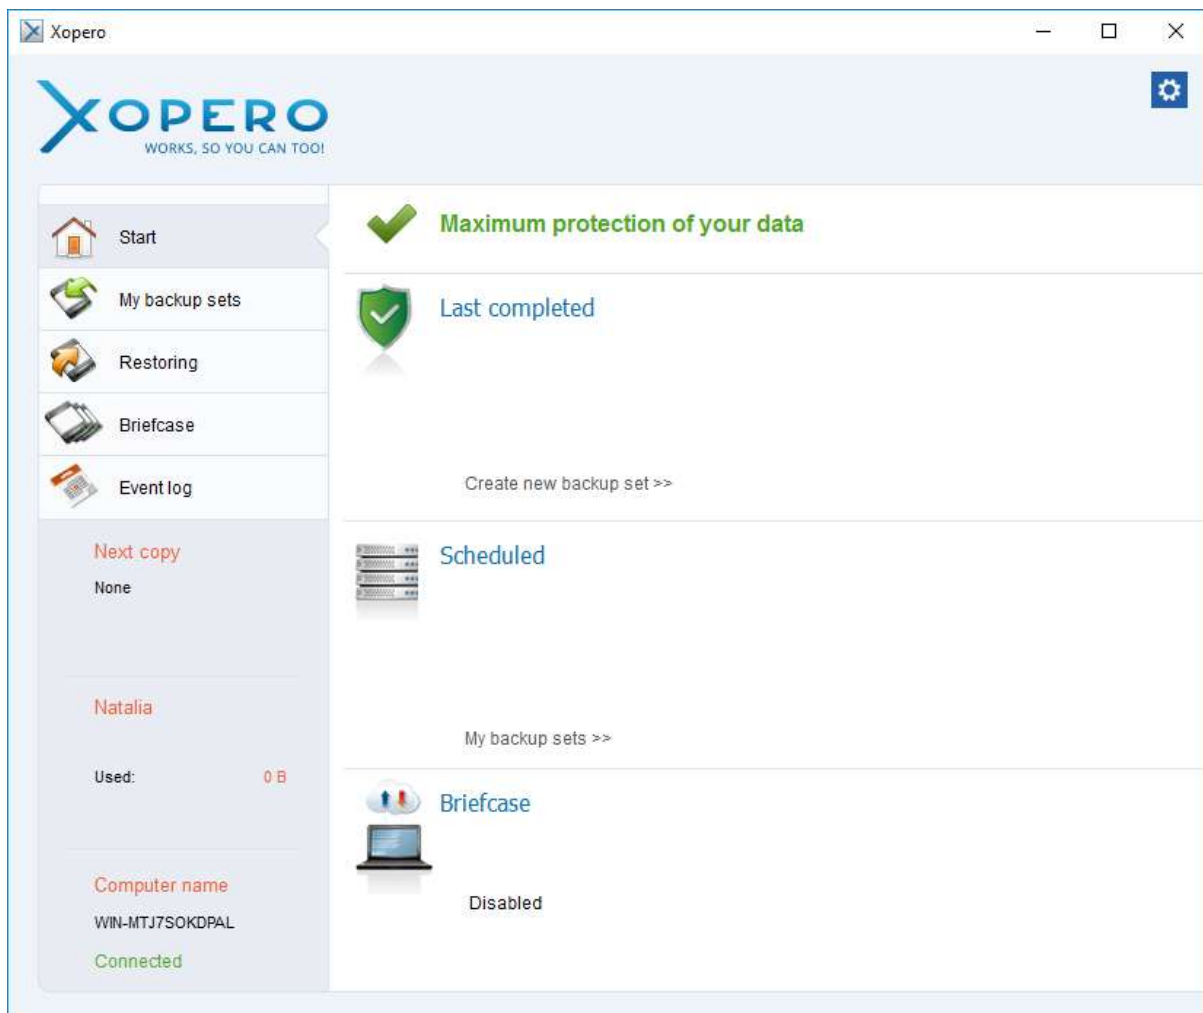 Xopero
XOPERO
WORKS, SO YOU CAN TOO!
Start
My backup sets
Restoring
Briefcase
Event log
Next copy
None
Natalia
Used: 0 B
Computer name
WIN-MTJ7SOKDPAL
Connected
Maximum protection of your data
Last completed
Create new backup set >>
Scheduled
My backup sets >>
Briefcase
Disabled